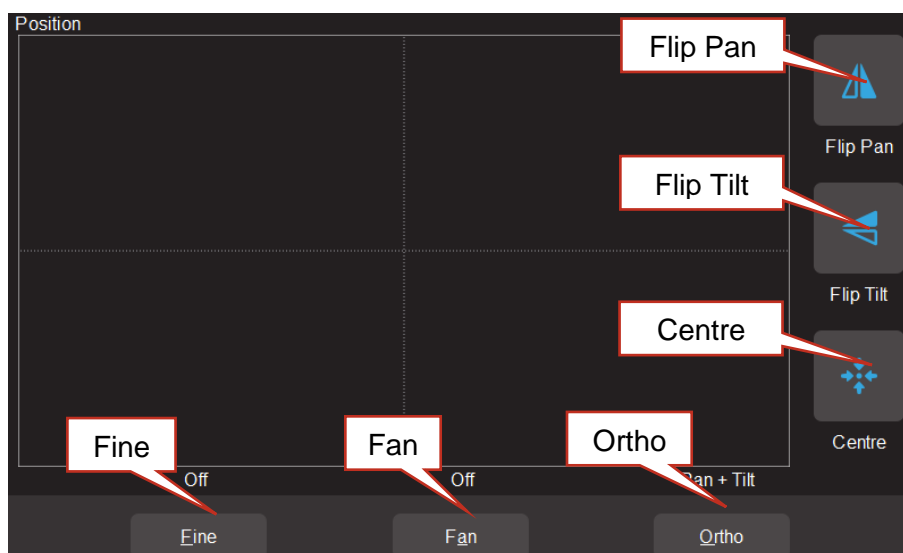 Position
Flip Pan
Flip Pan
Flip Tilt
Flip Tilt
Centre
Centre
Fine
Fan
Ortho
Off
Off
Pan + Tilt
Fine
Fan
Ortho